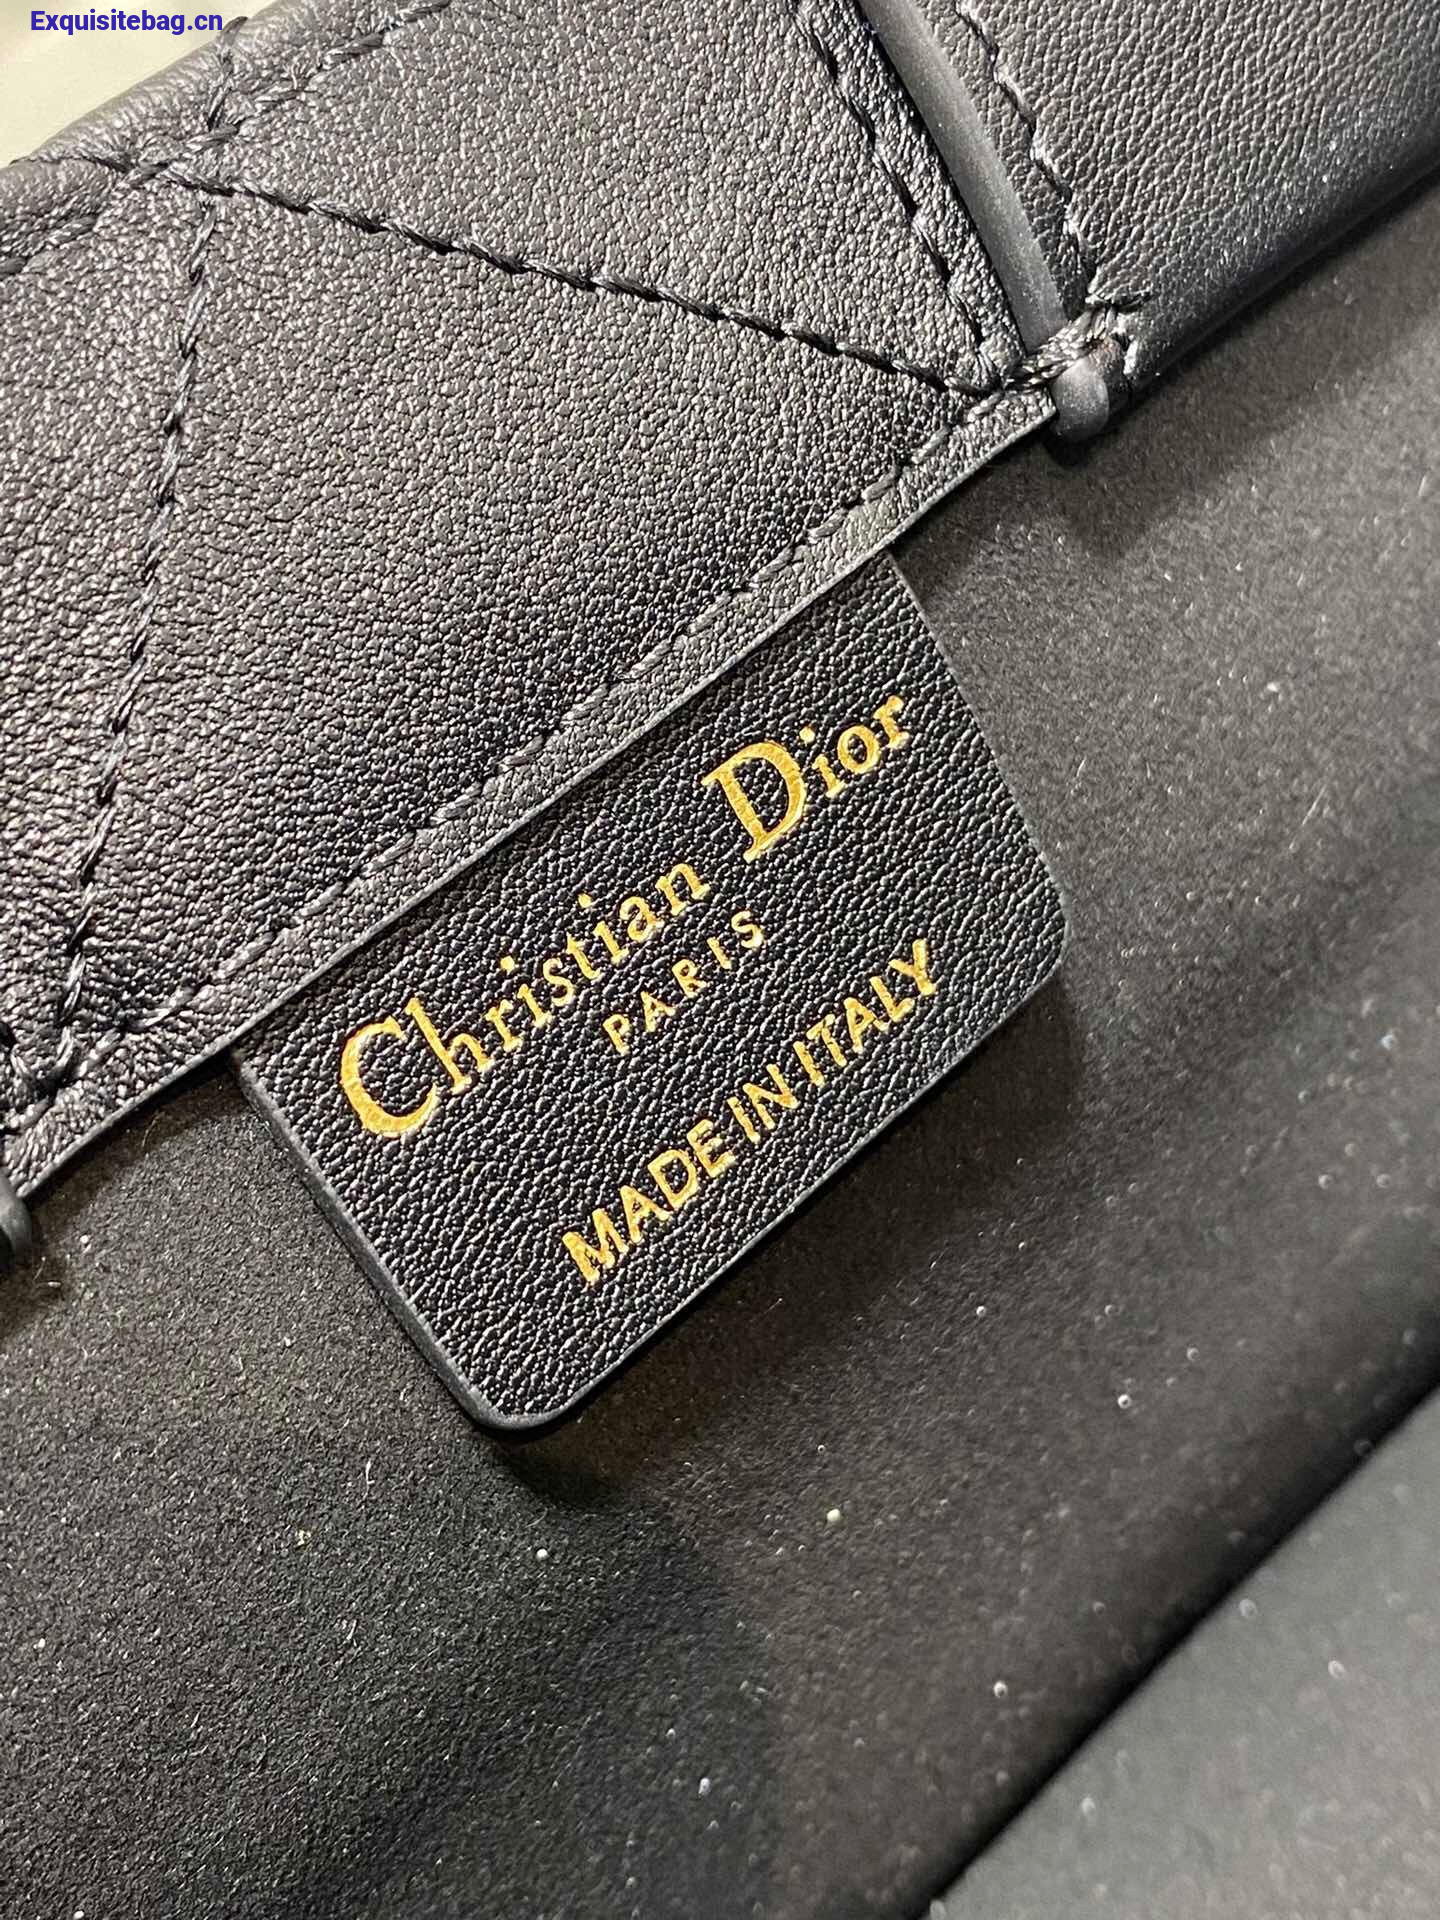 Exquisitebag.cn
Christian Dior
PARIS
MADE IN ITALY